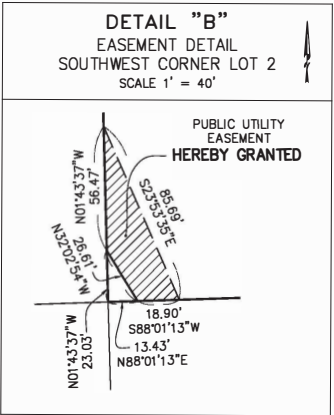 DETAIL "B"
EASEMENT DETAIL
SOUTHWEST CORNER LOT 2
SCALE 1' = 40'
PUBLIC UTILITY
EASEMENT
HEREBY GRANTED
N01°43'37"W
56.47'
85.69'
S23°53'35"E
26.61'
N32°02'54"W
18.90'
S88°01'13"W
13.43'
N88°01'13"E
N01°43'37"W
23.03'